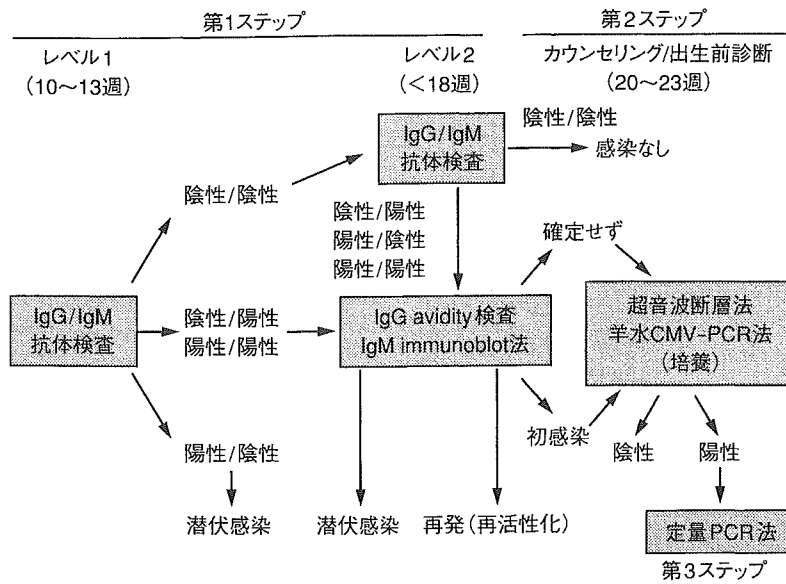 第1ステップ
第2ステップ
レベル1
(10〜13週)
レベル2
(<18週)
カウンセリング/出生前診断
(20〜23週)
IgG/IgM
抗体検査
陰性/陰性
感染なし
陰性/陰性
陰性/陽性
陽性/陰性
陽性/陽性
確定せず
IgG/IgM
抗体検査
陰性/陽性
陽性/陽性
IgG avidity検査
IgM immunoblot法
超音波断層法
羊水CMV-PCR法
(培養)
陽性/陰性
初感染
陰性
陽性
潜伏感染
潜伏感染
再発(再活性化)
定量PCR法
第3ステップ